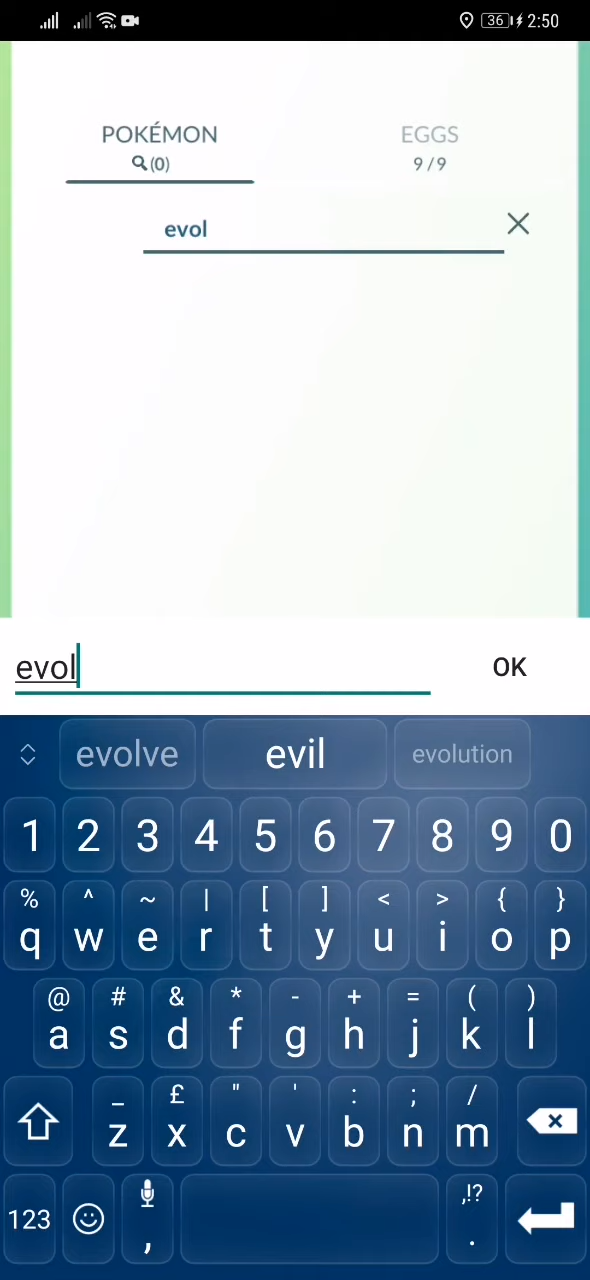 36 2:50
POKÉMON EGGS
(0) 9 / 9
evol
evol OK
evolve evil evolution
1 2 3 4 5 6 7 8 9 0
% ^ ~ | [ ] < > { }
q w e r t y u i o p
@ # & * - + = ( )
a s d f g h j k l
_ £ " ' : ; /
z x c v b n m
,!?
123 , .